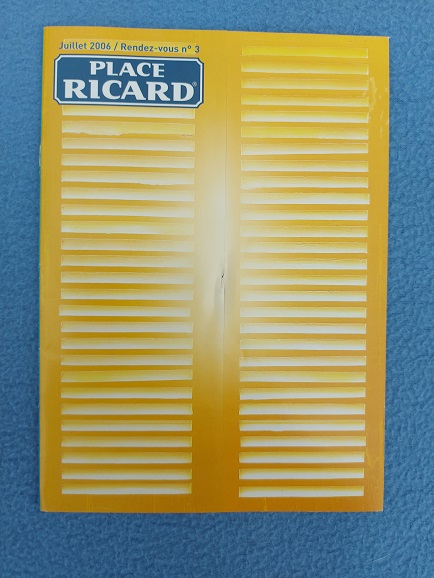 Juillet 2006 / Rendez-vous n° 3
PLACE
RICARD®